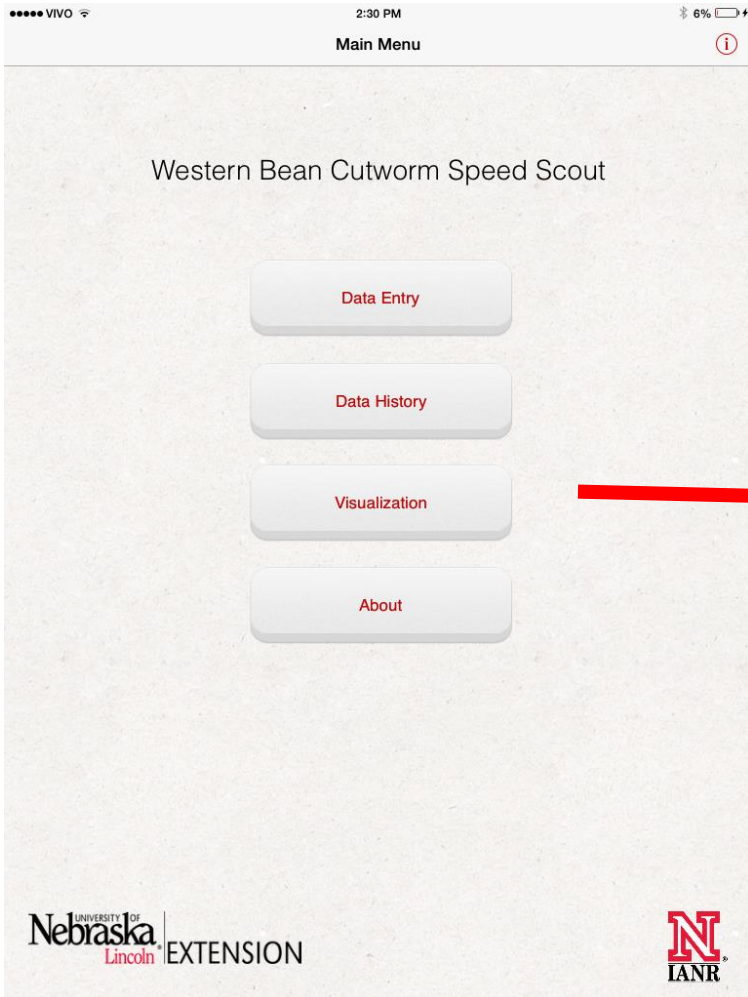 VIVO 2:30 PM 6%
Main Menu
i
Western Bean Cutworm Speed Scout
Data Entry
Data History
Visualization
About
UNIVERSITY OF
Nebraska
Lincoln® EXTENSION
N
IANR®